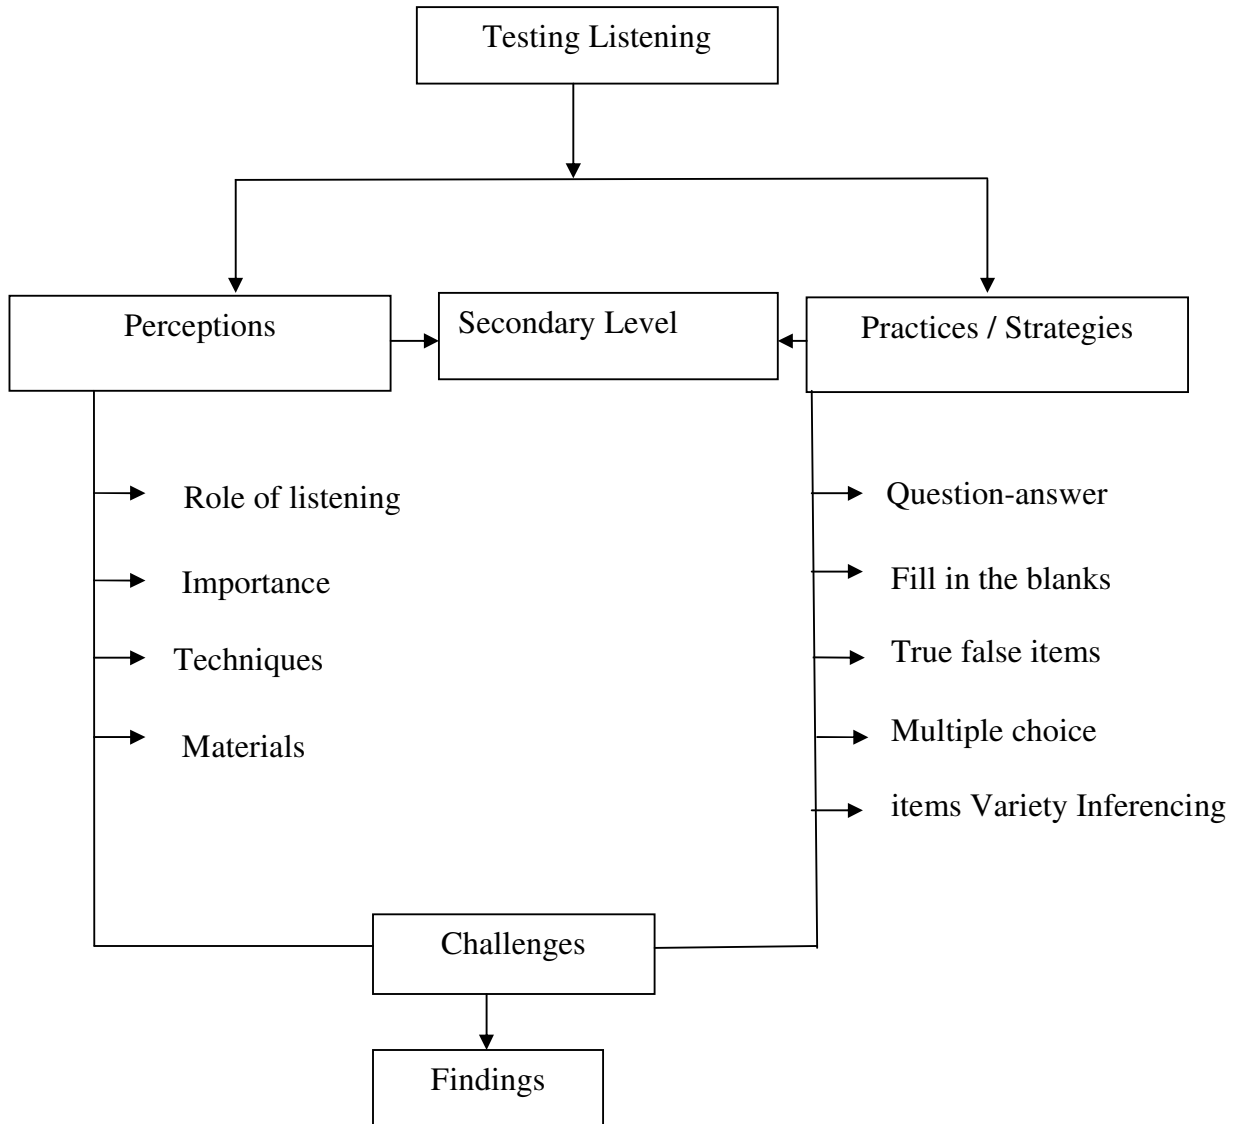 Testing Listening
Perceptions
Secondary Level
Practices / Strategies
Role of listening
Importance
Techniques
Materials
Question-answer
Fill in the blanks
True false items
Multiple choice
items Variety Inferencing
Challenges
Findings